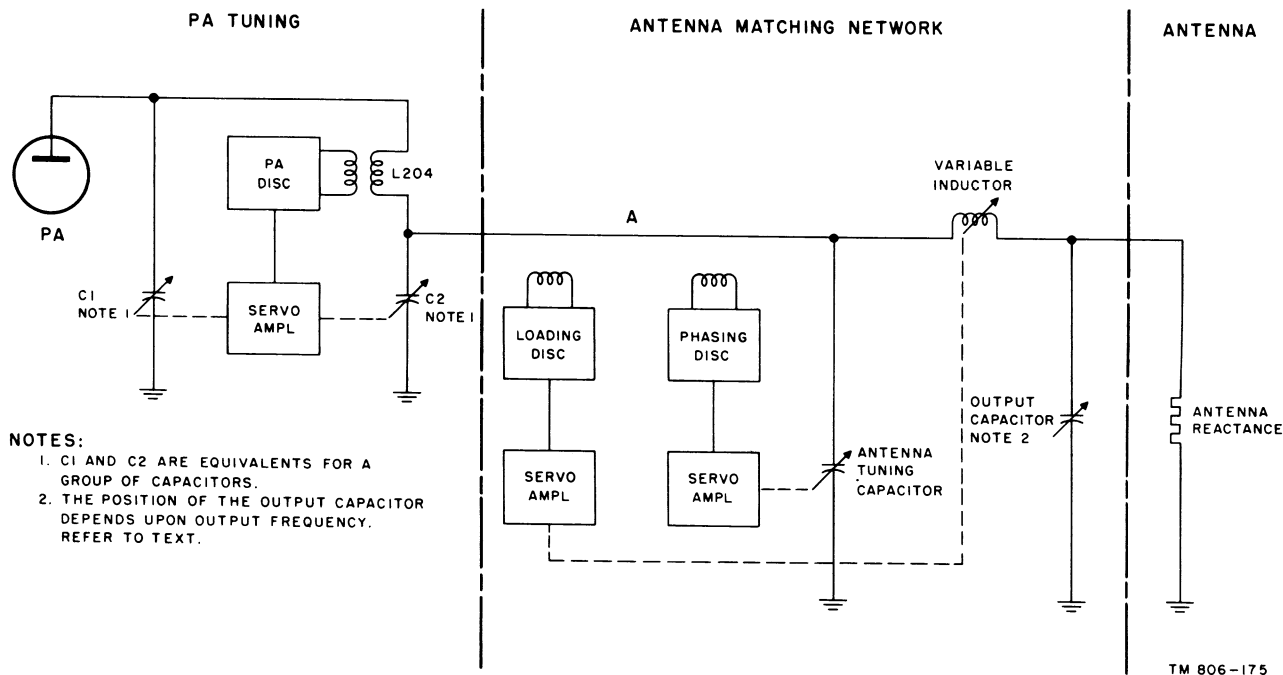 PA TUNING
ANTENNA MATCHING NETWORK
ANTENNA
PA
DISC
L204
PA
C1
NOTE 1
SERVO
AMPL
C2
NOTE 1
A
VARIABLE
INDUCTOR
LOADING
DISC
PHASING
DISC
SERVO
AMPL
SERVO
AMPL
ANTENNA
TUNING
CAPACITOR
OUTPUT
CAPACITOR
NOTE 2
ANTENNA
REACTANCE
NOTES:
1. C1 AND C2 ARE EQUIVALENTS FOR A
GROUP OF CAPACITORS.
2. THE POSITION OF THE OUTPUT CAPACITOR
DEPENDS UPON OUTPUT FREQUENCY.
REFER TO TEXT.
TM 806-175